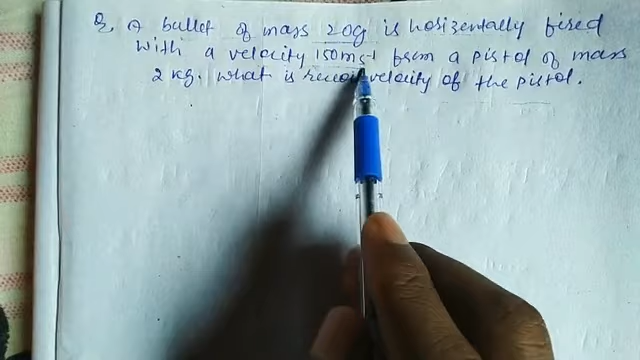 Q, A bullet of mass 20g is horizontally fired
with a velocity 150ms-1 from a pistol of mass
2 kg. what is recoil velocity of the pistol.